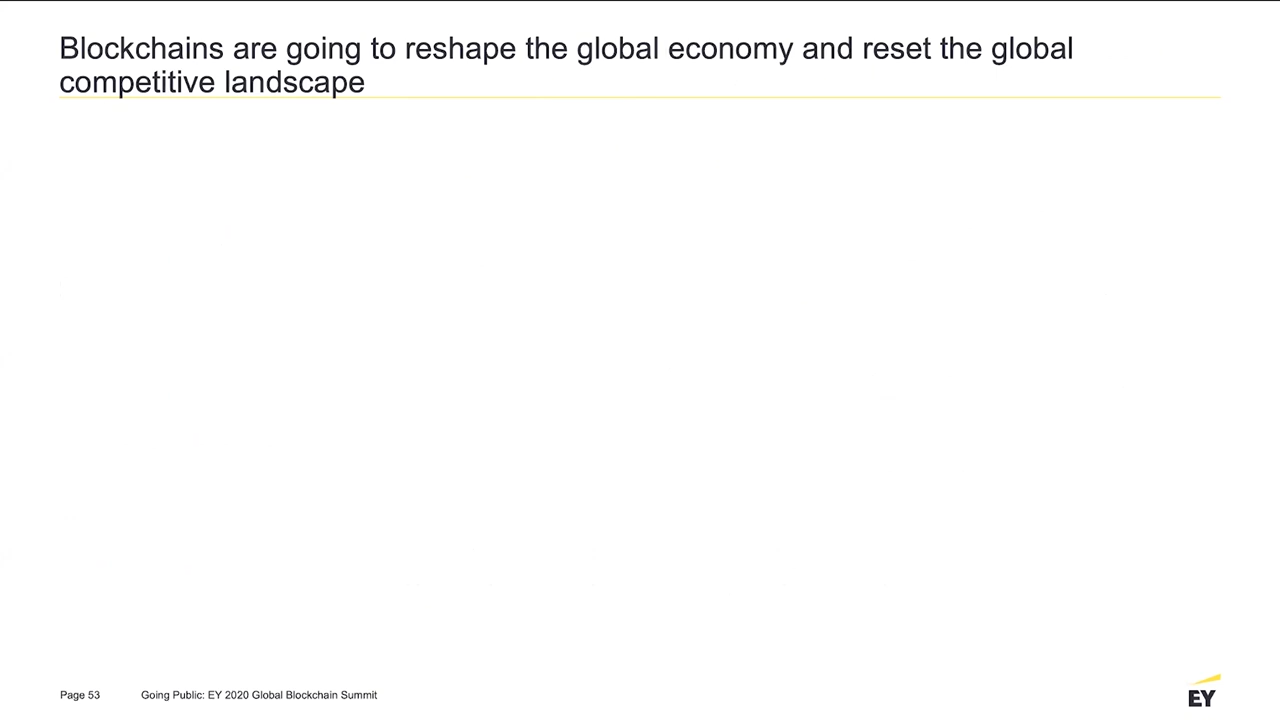 Blockchains are going to reshape the global economy and reset the global
competitive landscape
Page 53 Going Public: EY 2020 Global Blockchain Summit
EY